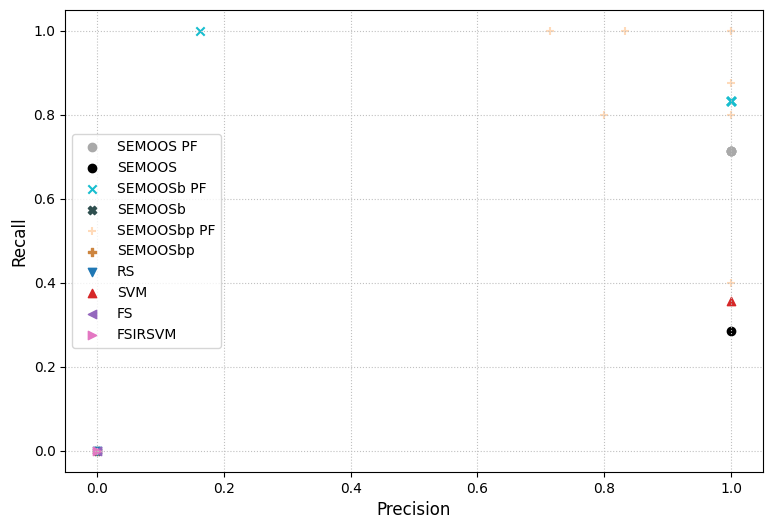 1.0
0.8
0.6
0.4
0.2
0.0
Recall
SEMOOS PF
SEMOOS
SEMOOSb PF
SEMOOSb
SEMOOSbp PF
SEMOOSbp
RS
SVM
FS
FSIRSVM
0.0 0.2 0.4 0.6 0.8 1.0
Precision